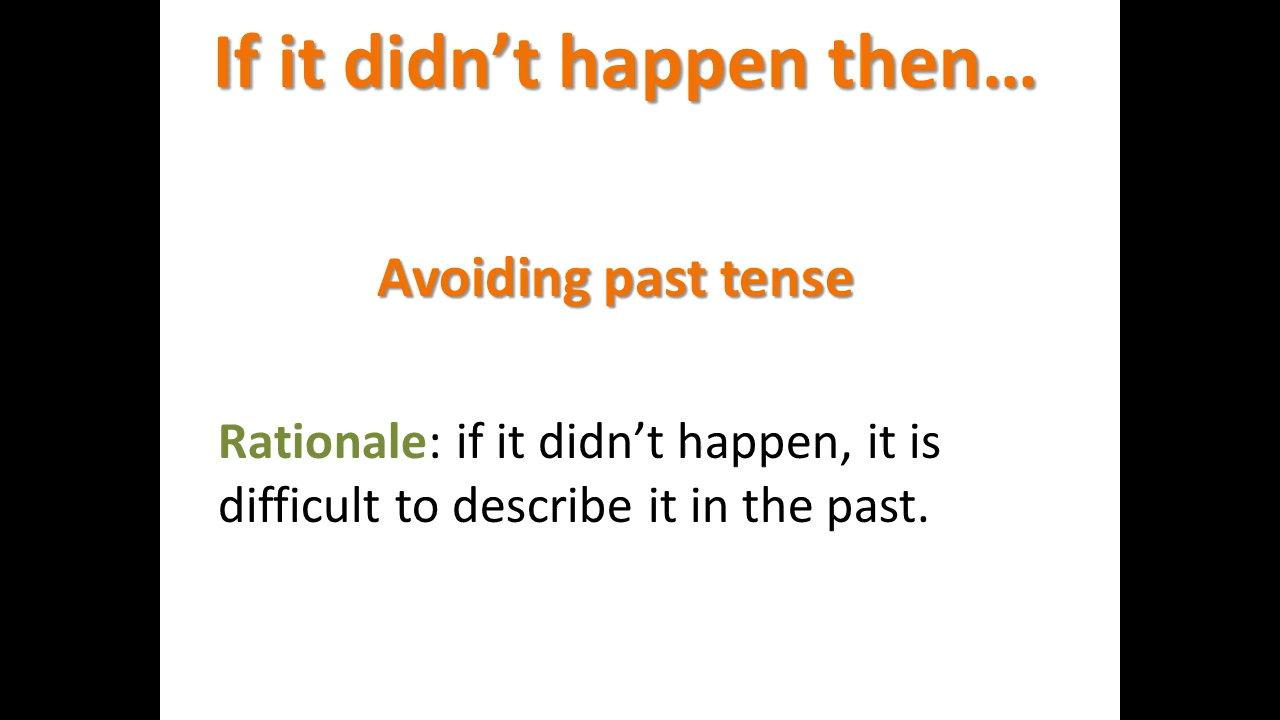 If it didn’t happen then…
Avoiding past tense
Rationale: if it didn’t happen, it is
difficult to describe it in the past.